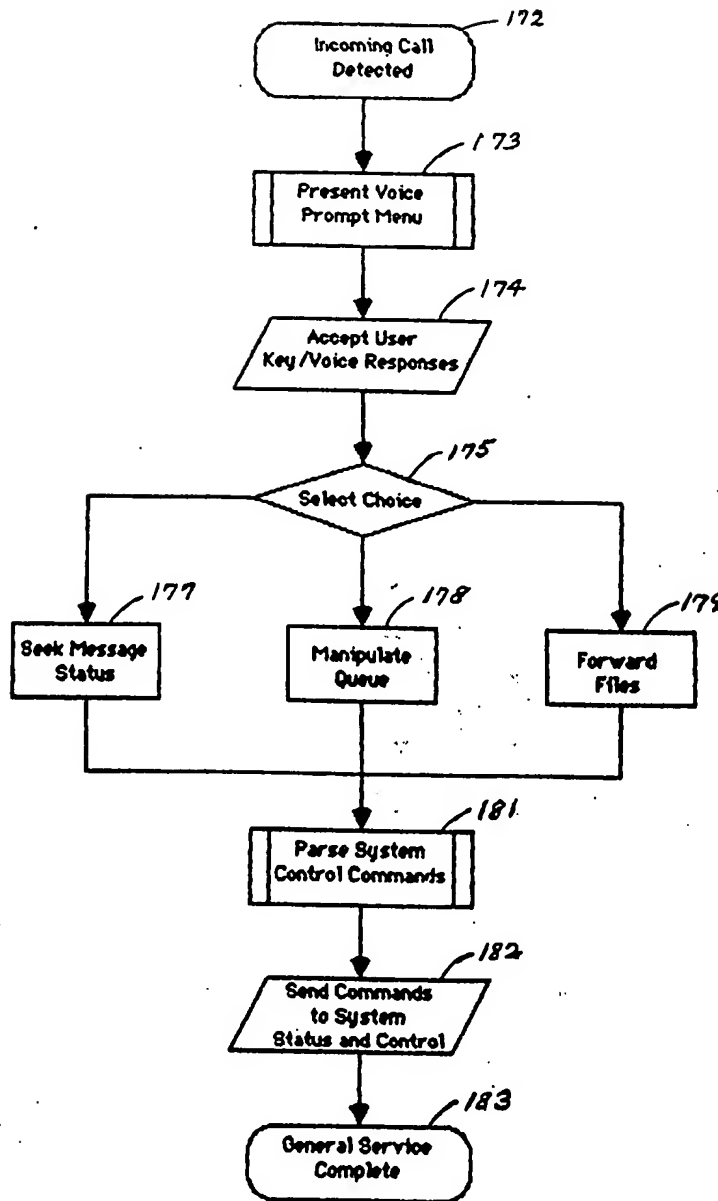 172
Incoming Call
Detected
173
Present Voice
Prompt Menu
174
Accept User
Key/Voice Responses
175
Select Choice
177
178
179
Seek Message
Status
Manipulate
Queue
Forward
Files
181
Parse System
Control Commands
182
Send Commands
to System
Status and Control
183
General Service
Complete